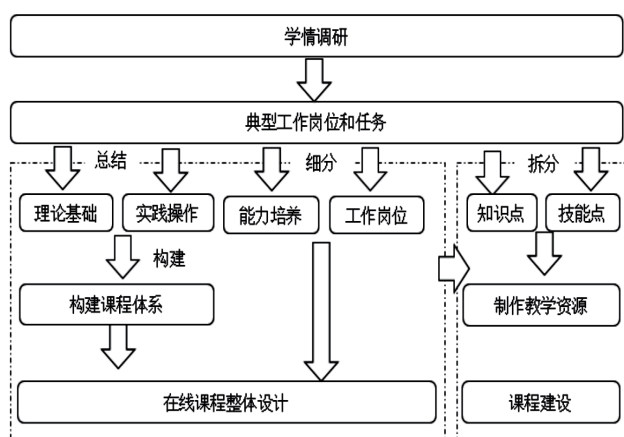 学情调研
典型工作岗位和任务
总结
细分
拆分
理论基础
实践操作
能力培养
工作岗位
知识点
技能点
构建
构建课程体系
制作教学资源
在线课程整体设计
课程建设